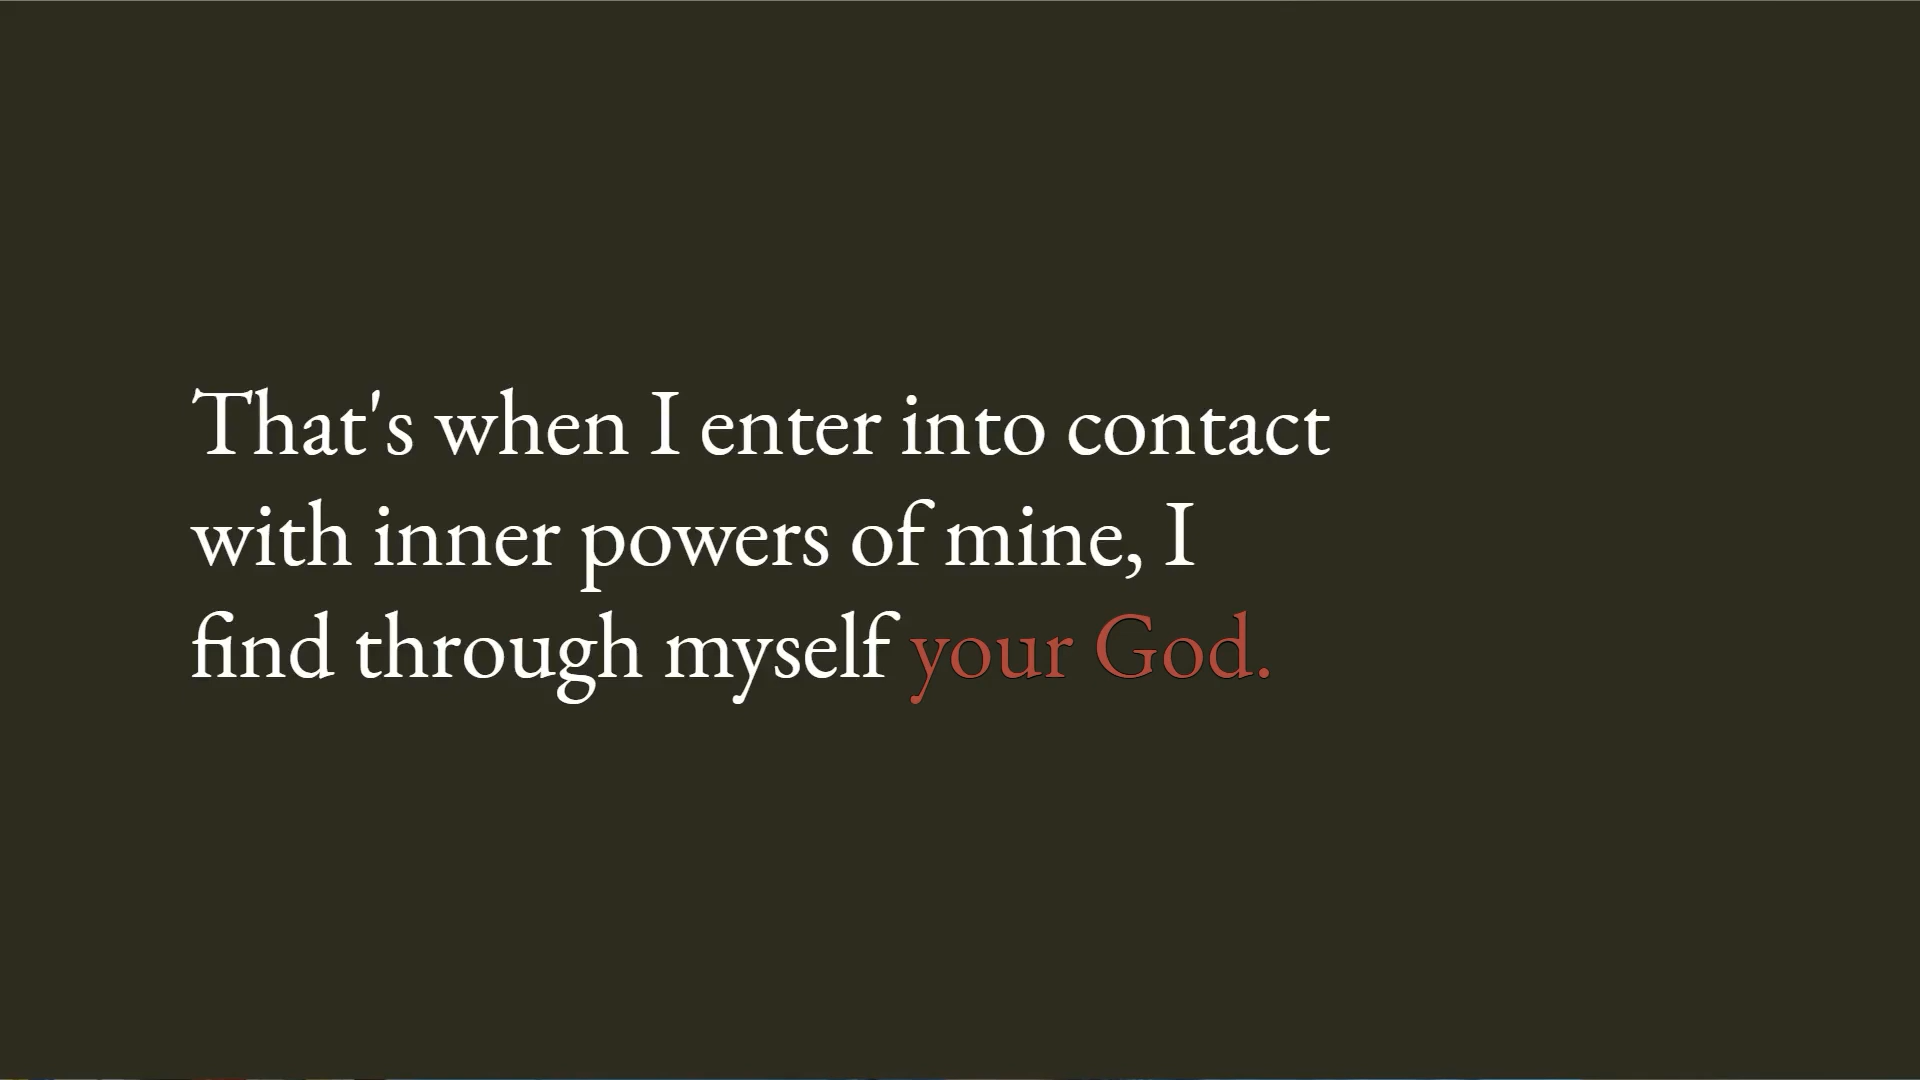 That's when I enter into contact
with inner powers of mine, I
find through myself your God.